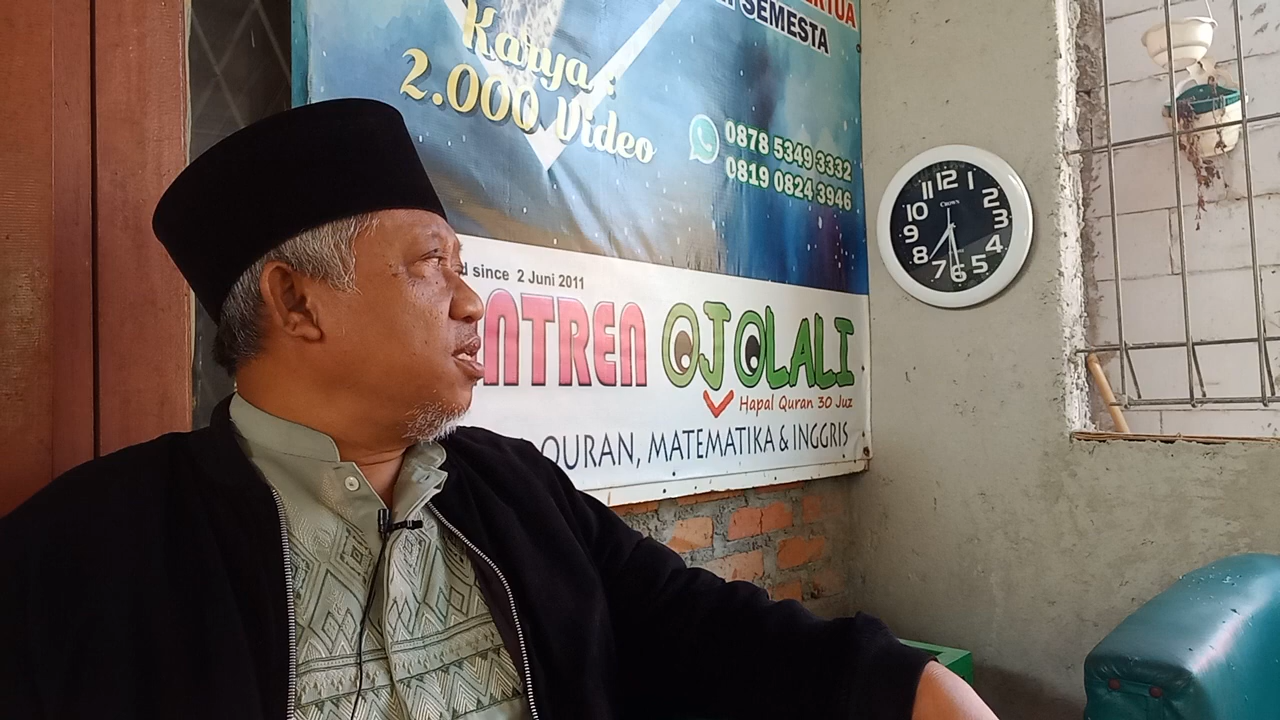 SEMESTA
Karya :
2.000 Video
0878 5349 3332
0819 0824 3946
since 2 Juni 2011
NTREN OJOLALI
Hapal Quran 30 Juz
QURAN, MATEMATIKA & INGGRIS
CROWN
12
1
2
3
4
5
6
7
8
9
10
11